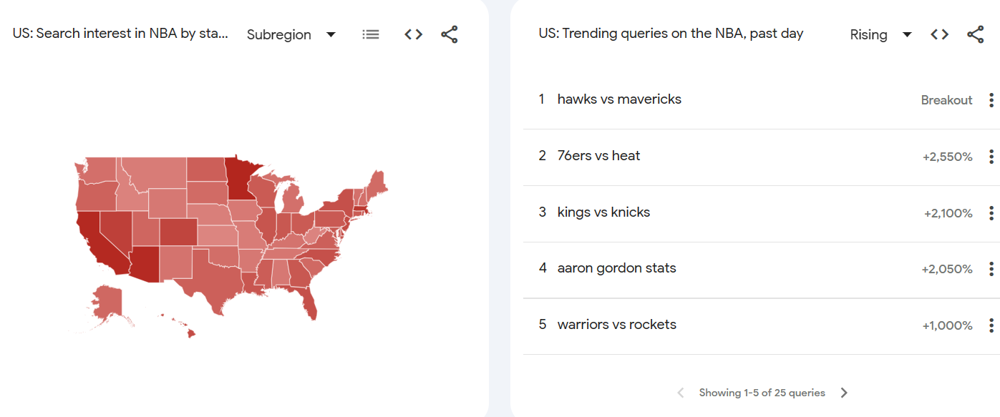 US: Search interest in NBA by sta...
Subregion
US: Trending queries on the NBA, past day
Rising
1 hawks vs mavericks Breakout
2 76ers vs heat +2,550%
3 kings vs knicks +2,100%
4 aaron gordon stats +2,050%
5 warriors vs rockets +1,000%
Showing 1-5 of 25 queries